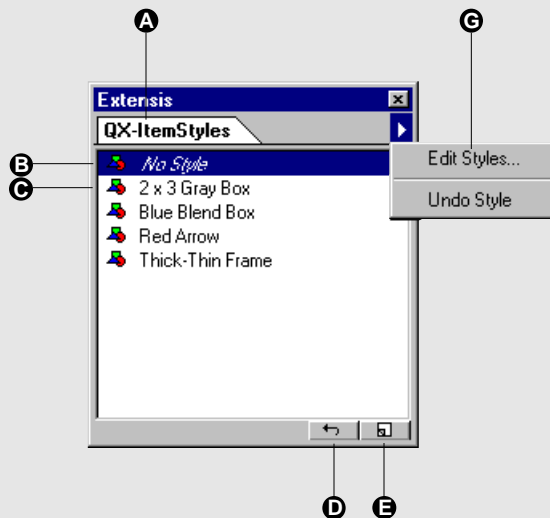 A
G
Extensis
QX-ItemStyles
Edit Styles...
B
No Style
C
2 x 3 Gray Box
Undo Style
Blue Blend Box
Red Arrow
Thick-Thin Frame
D
E